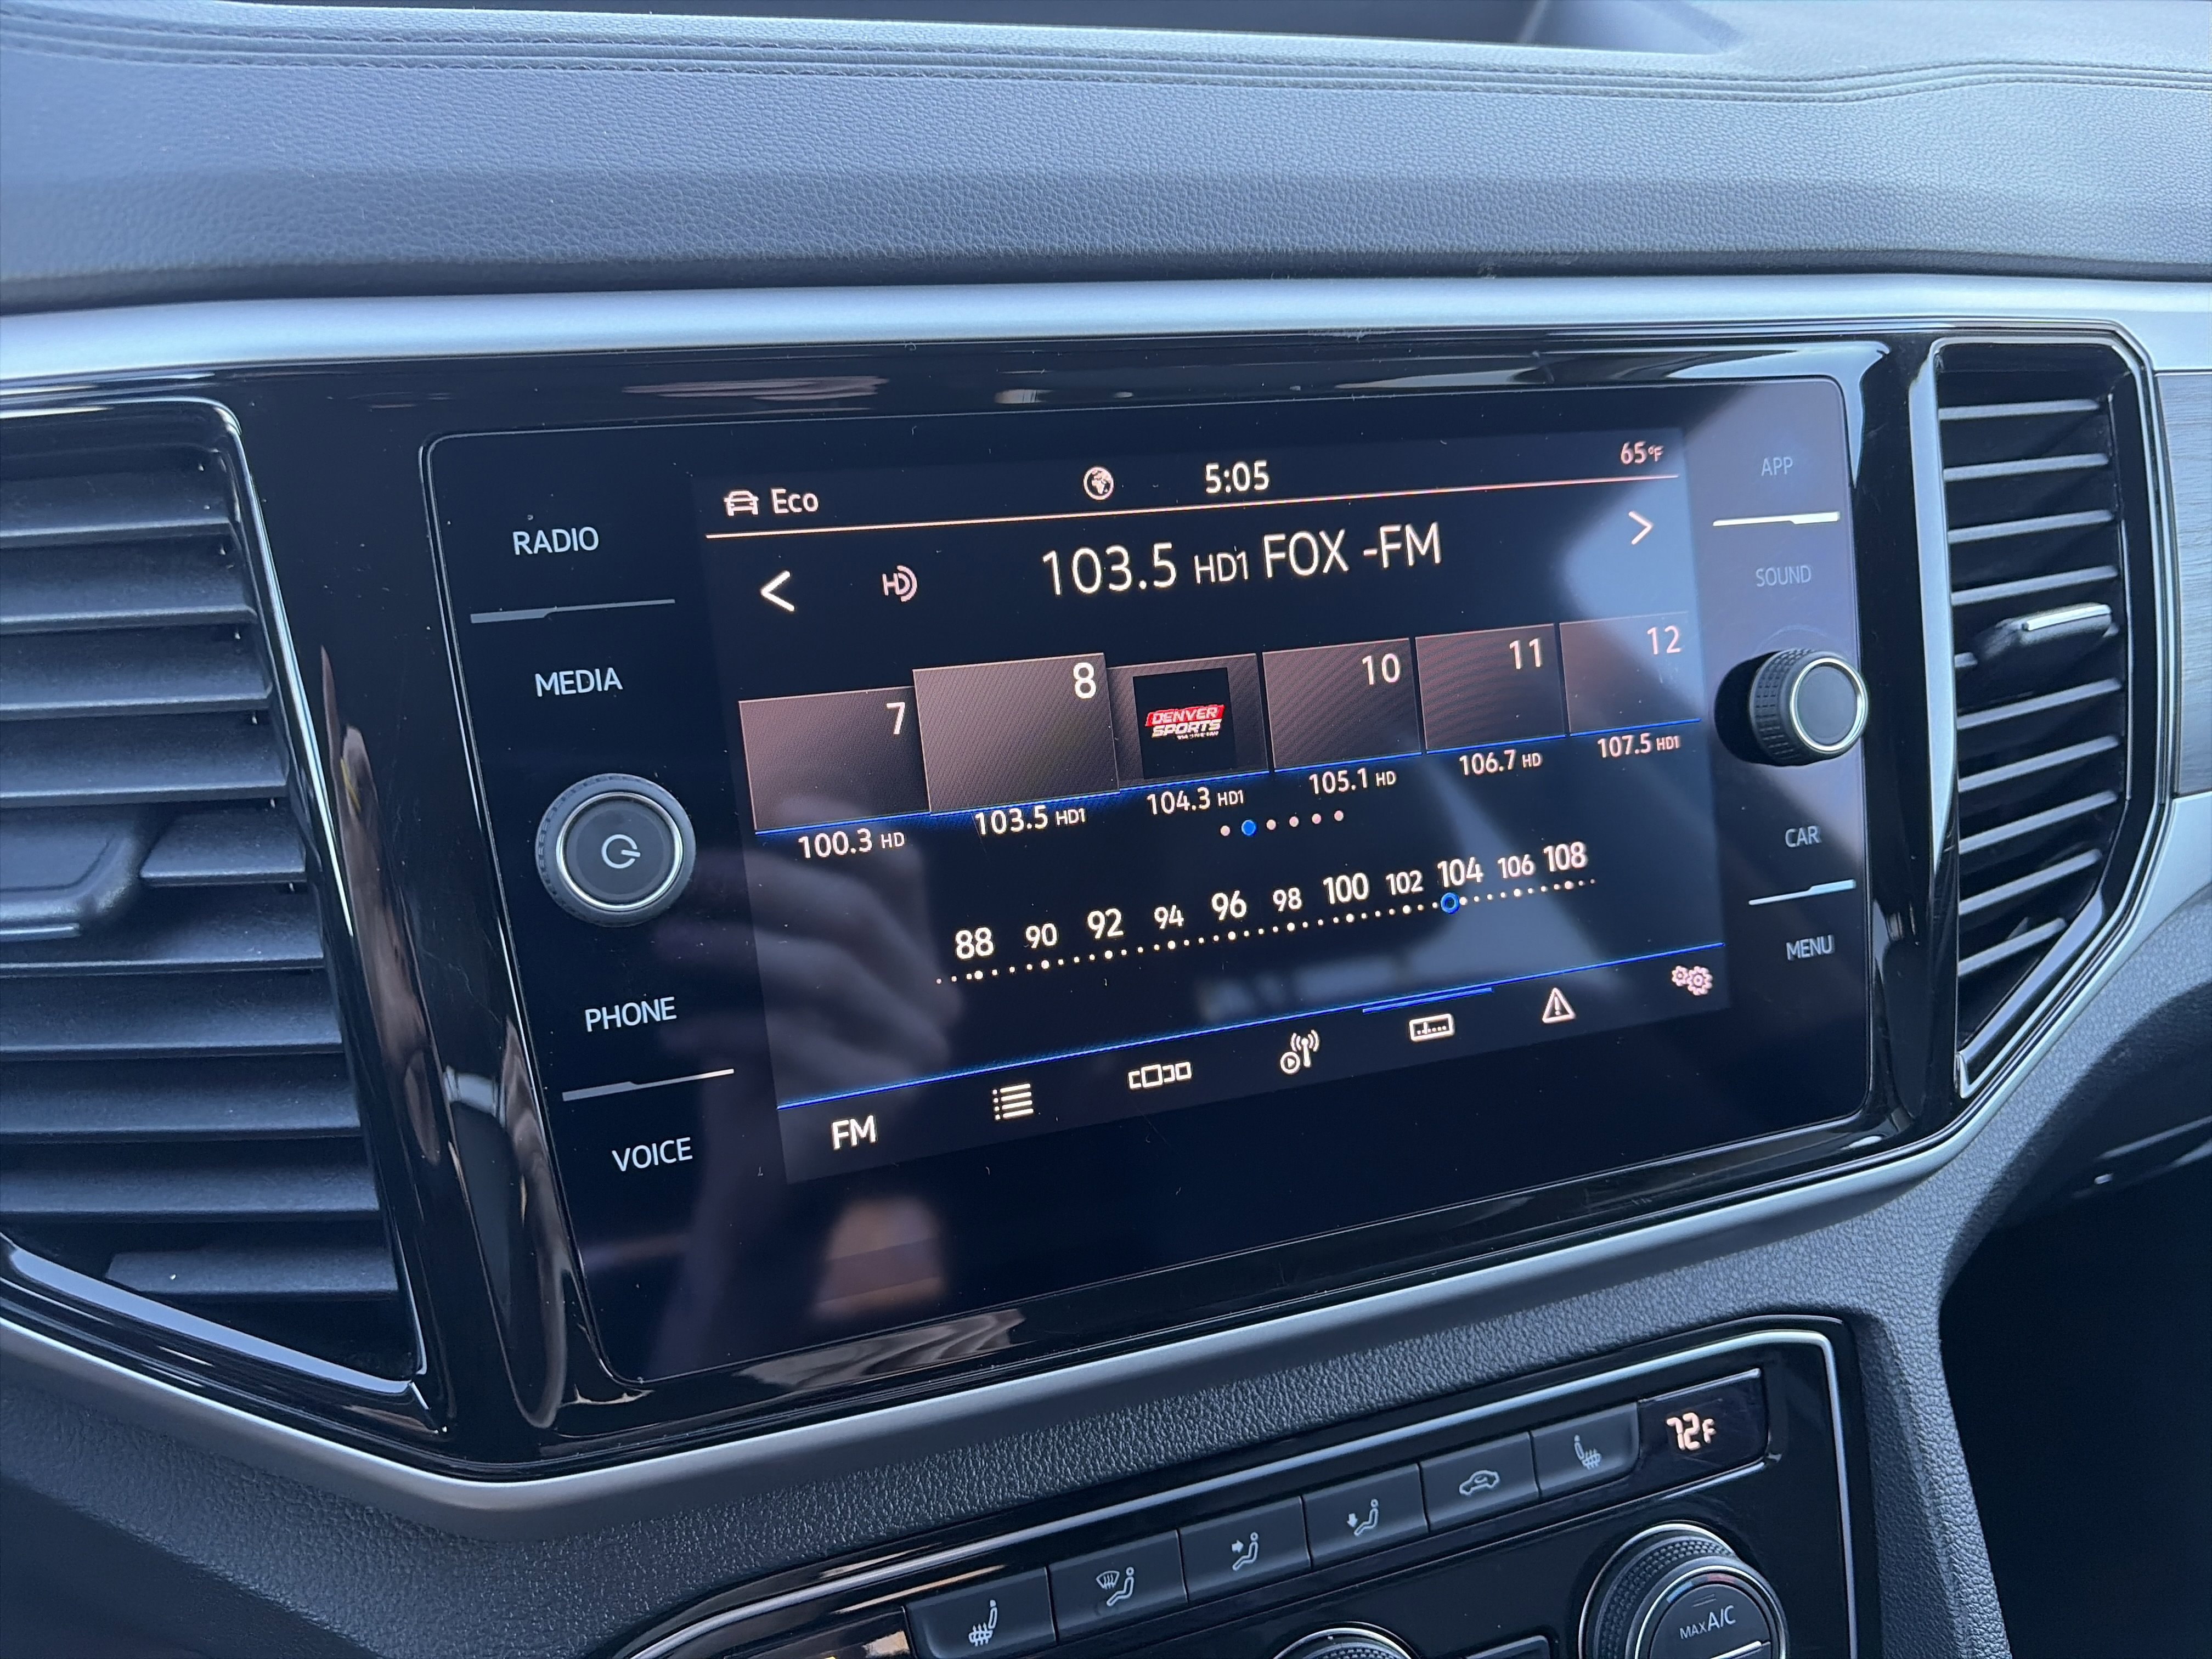 Eco 5:05 65°F
RADIO
MEDIA
PHONE
VOICE
APP
SOUND
CAR
MENU
HD 103.5 HD1 FOX -FM
7 8 10 11 12
DENVER
SPORTS
100.3 HD 103.5 HD1 104.3 HD1 105.1 HD 106.7 HD 107.5 HD1
88 90 92 94 96 98 100 102 104 106 108
FM
72F
MAX A/C